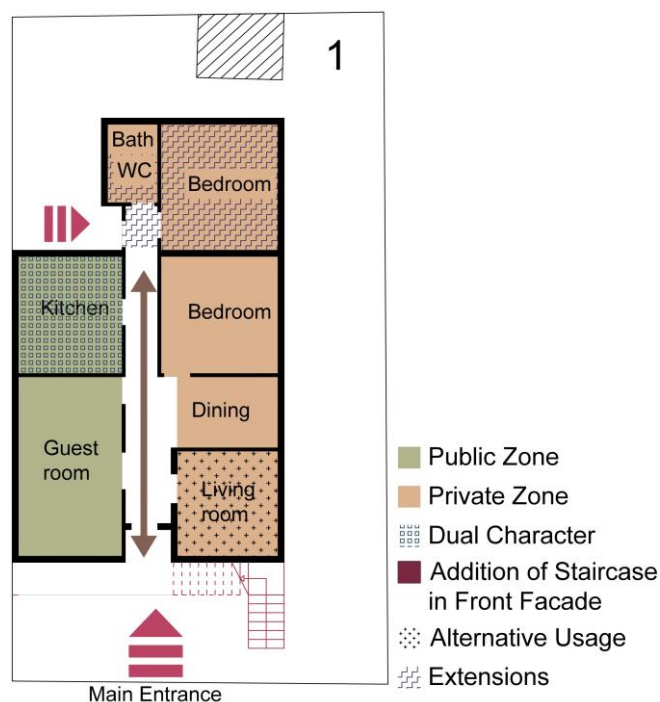 1
Bath
WC
Bedroom
Kitchen
Bedroom
Dining
Guest
room
Living
room
Main Entrance
Public Zone
Private Zone
Dual Character
Addition of Staircase
in Front Facade
Alternative Usage
Extensions